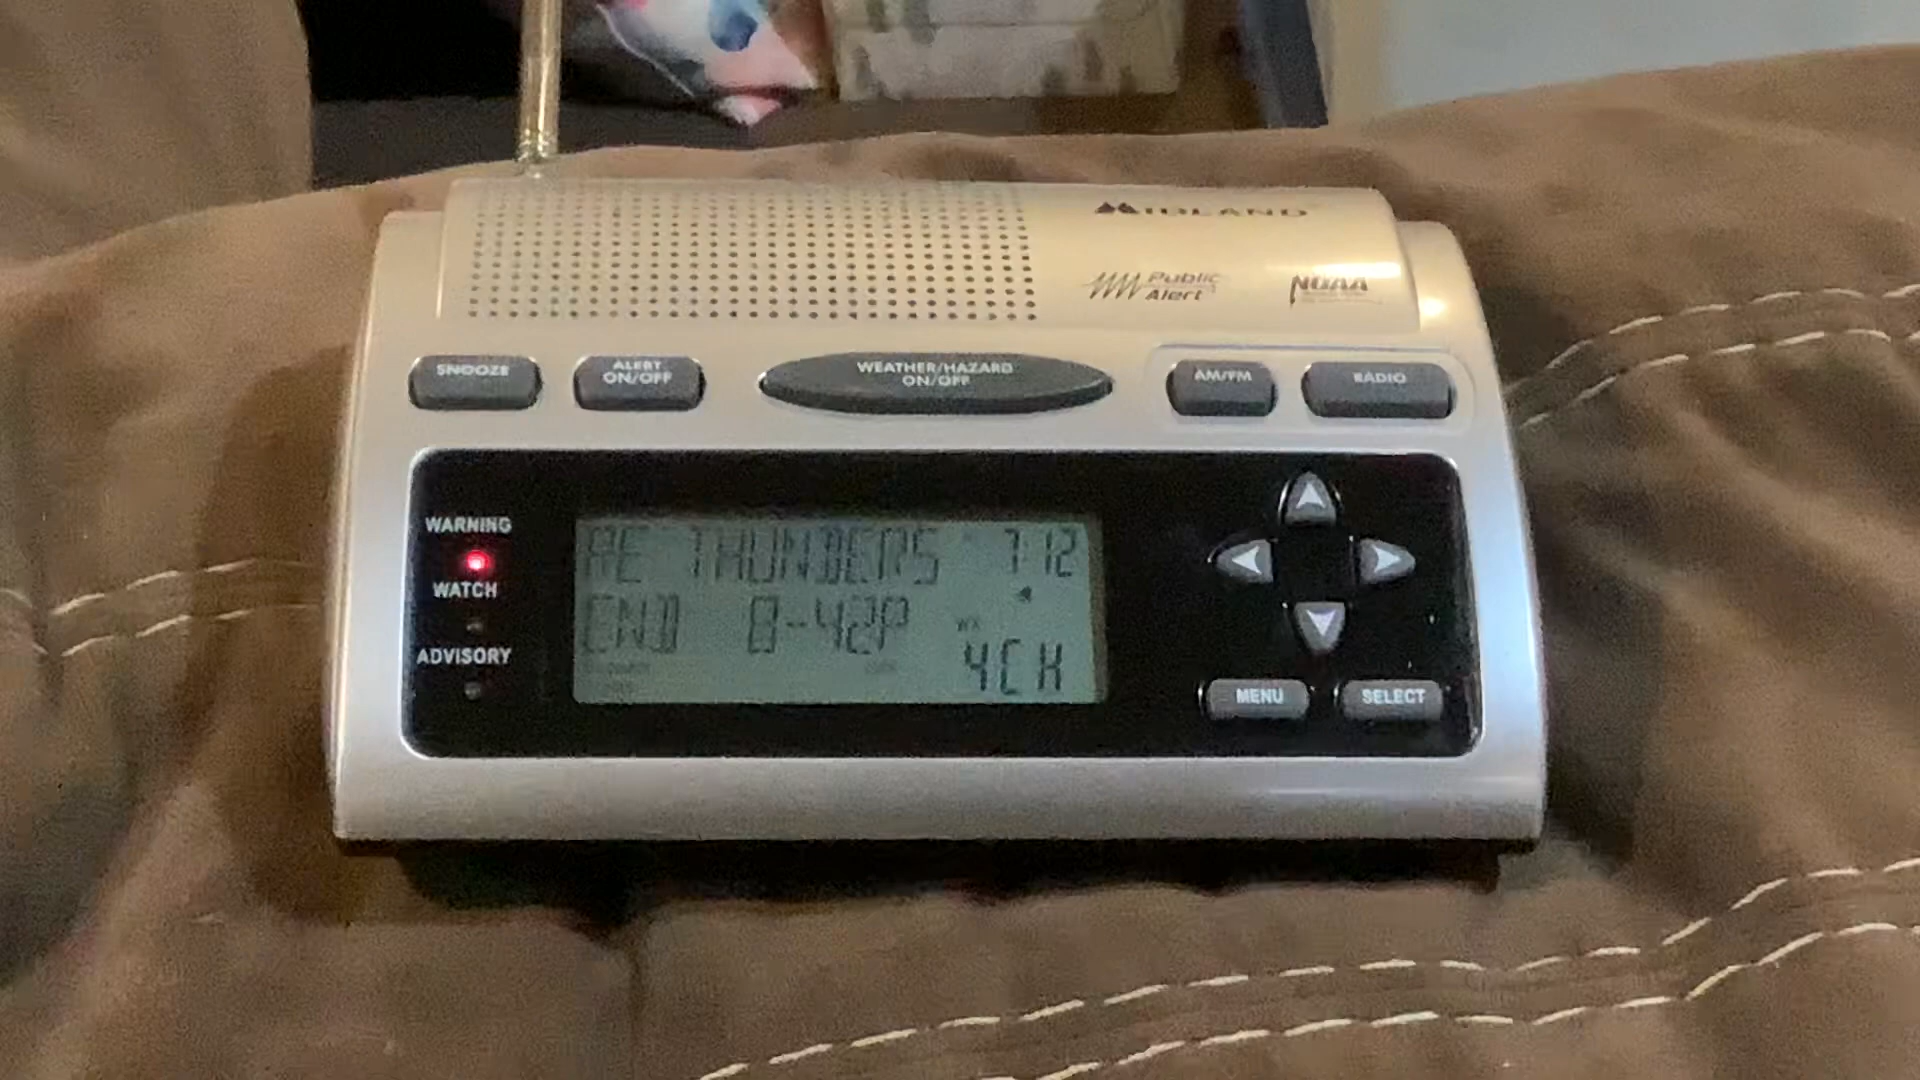 MIDLAND
Public
Alert
NOAA
SNOOZE
ALERT
ON/OFF
WEATHER/HAZARD
ON/OFF
AM/FM
RADIO
WARNING
WATCH
ADVISORY
RE THUNDERS 7:12
END 8-42P
WX
4CH
MENU
SELECT